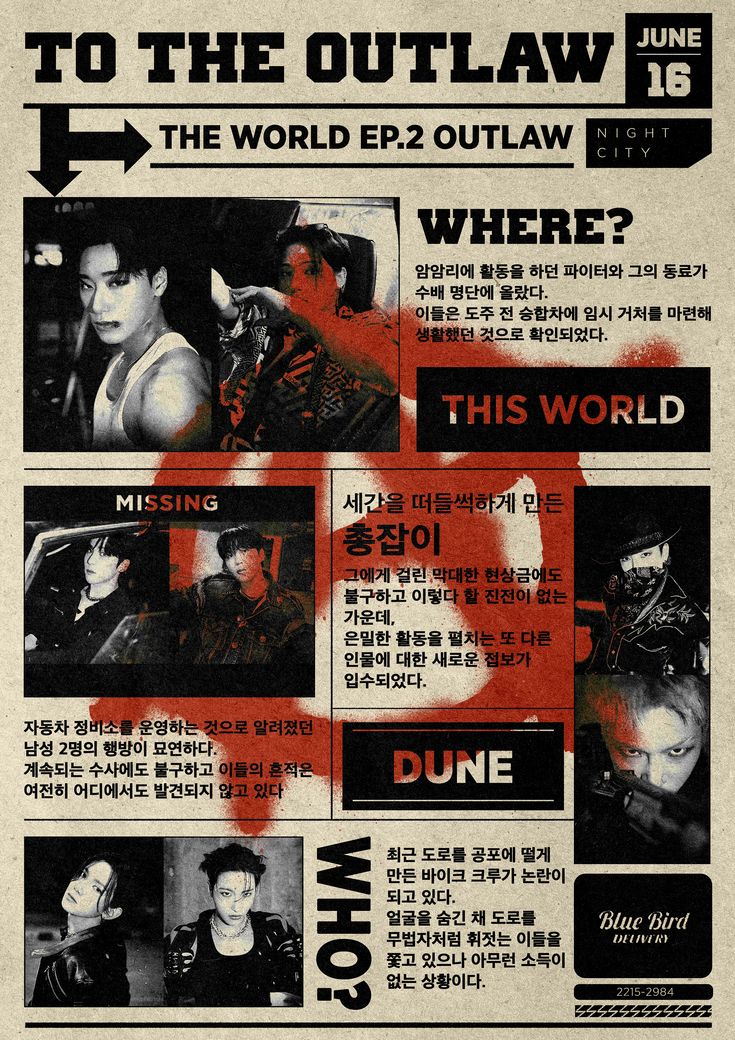 TO THE OUTLAW
JUNE
16
THE WORLD EP.2 OUTLAW
NIGHT
CITY
WHERE?
암암리에 활동을 하던 파이터와 그의 동료가
수배 명단에 올랐다.
이들은 도주 전 승합차에 임시 거처를 마련해
생활했던 것으로 확인되었다.
THIS WORLD
MISSING
자동차 정비소를 운영하는 것으로 알려졌던
남성 2명의 행방이 묘연하다.
계속되는 수사에도 불구하고 이들의 흔적은
여전히 어디에서도 발견되지 않고 있다
세간을 떠들썩하게 만든
총잡이
그에게 걸린 막대한 현상금에도
불구하고 이렇다 할 진전이 없는
가운데,
은밀한 활동을 펼치는 또 다른
인물에 대한 새로운 첩보가
입수되었다.
DUNE
WHO?
최근 도로를 공포에 떨게
만든 바이크 크루가 논란이
되고 있다.
얼굴을 숨긴 채 도로를
무법자처럼 휘젓는 이들을
쫓고 있으나 아무런 소득이
없는 상황이다.
Blue Bird
DELIVERY
2215-2984